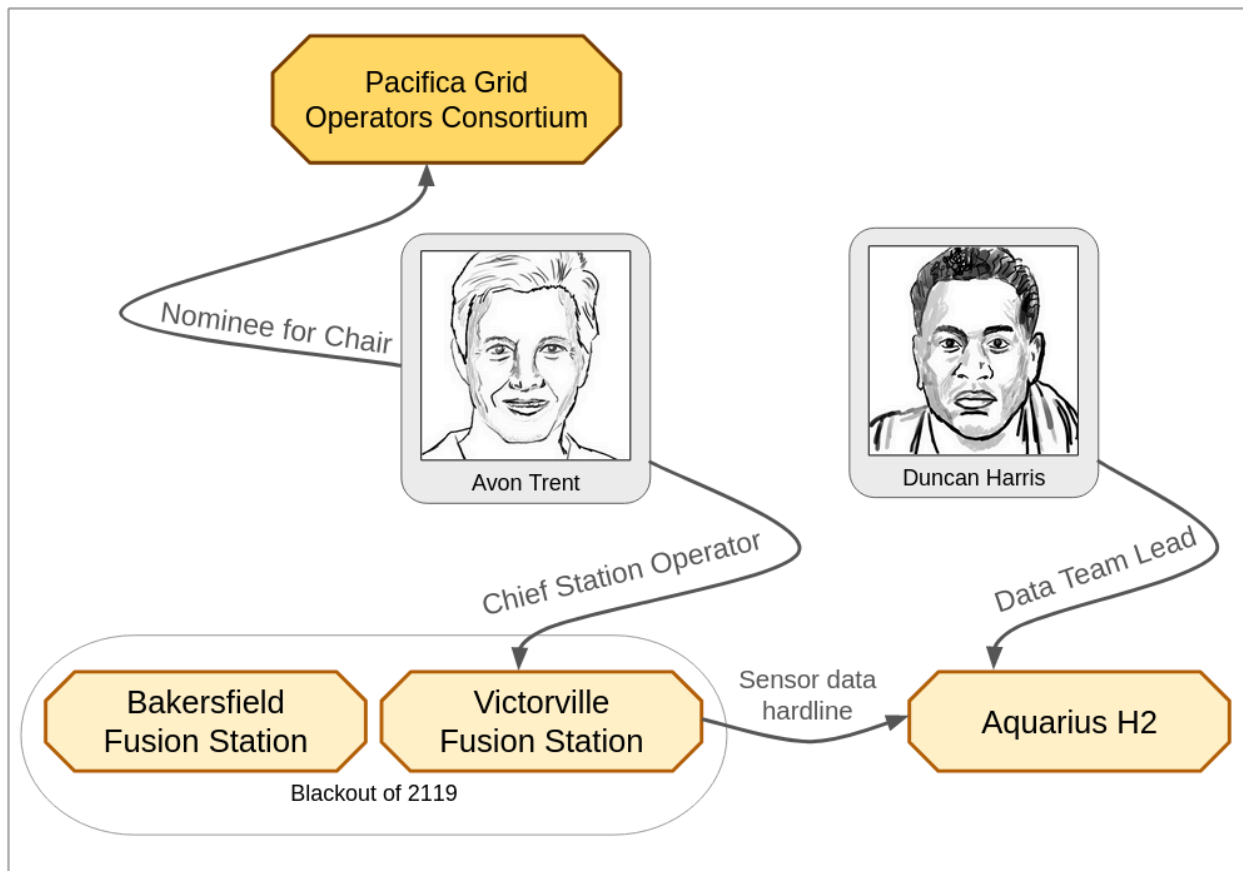 Pacifica Grid
Operators Consortium
Nominee for Chair
Avon Trent
Duncan Harris
Chief Station Operator
Data Team Lead
Bakersfield
Fusion Station
Victorville
Fusion Station
Sensor data
hardline
Aquarius H2
Blackout of 2119